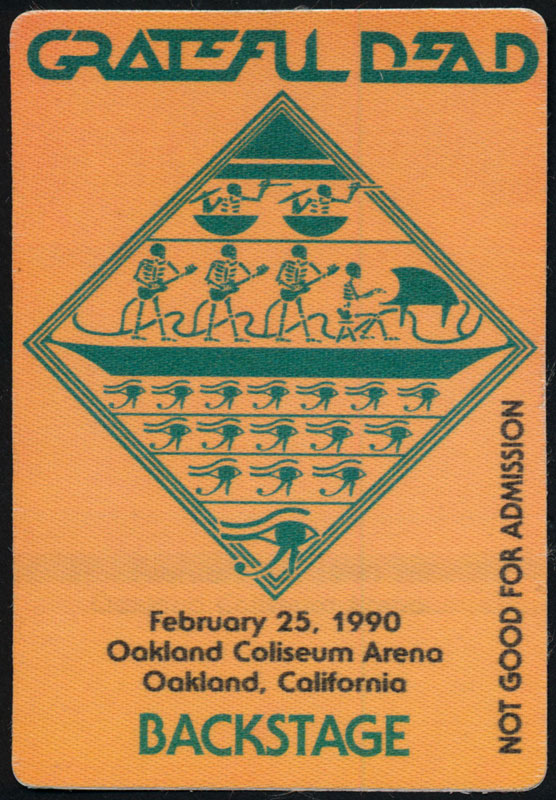 GRATEFUL DEAD
February 25, 1990
Oakland Coliseum Arena
Oakland, California
BACKSTAGE
NOT GOOD FOR ADMISSION